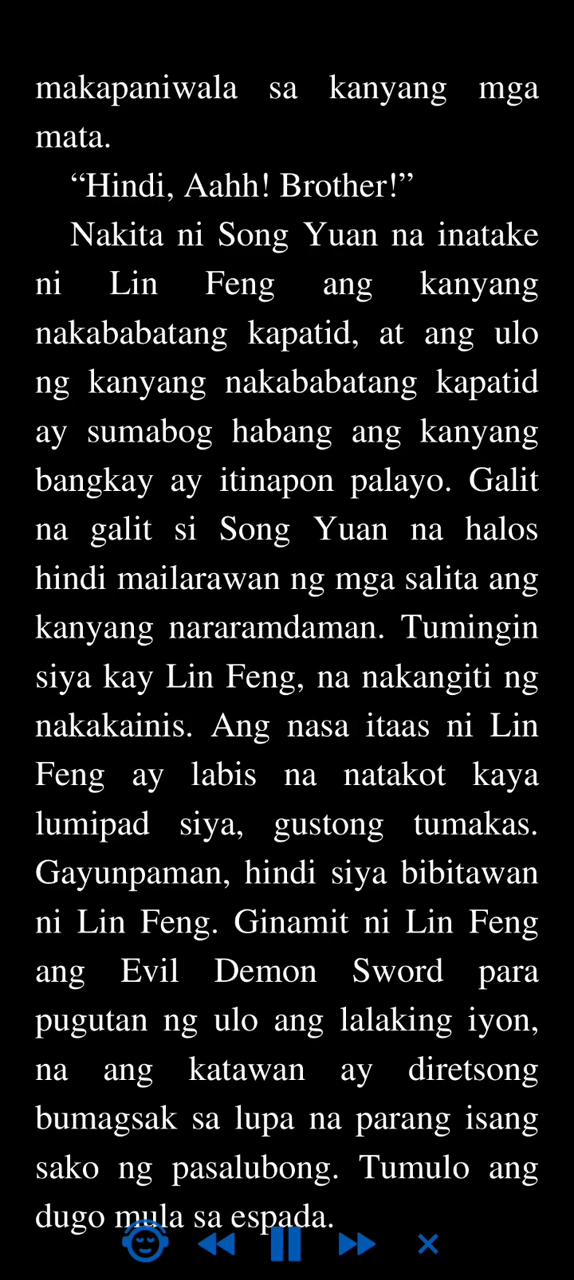 makapaniwala sa kanyang mga
mata.
“Hindi, Aahh! Brother!”
Nakita ni Song Yuan na inatake
ni Lin Feng ang kanyang
nakababatang kapatid, at ang ulo
ng kanyang nakababatang kapatid
ay sumabog habang ang kanyang
bangkay ay itinapon palayo. Galit
na galit si Song Yuan na halos
hindi mailarawan ng mga salita ang
kanyang nararamdaman. Tumingin
siya kay Lin Feng, na nakangiti ng
nakakainis. Ang nasa itaas ni Lin
Feng ay labis na natakot kaya
lumipad siya, gustong tumakas.
Gayunpaman, hindi siya bibitawan
ni Lin Feng. Ginamit ni Lin Feng
ang Evil Demon Sword para
pugutan ng ulo ang lalaking iyon,
na ang katawan ay diretsong
bumagsak sa lupa na parang isang
sako ng pasalubong. Tumulo ang
dugo mula sa espada.